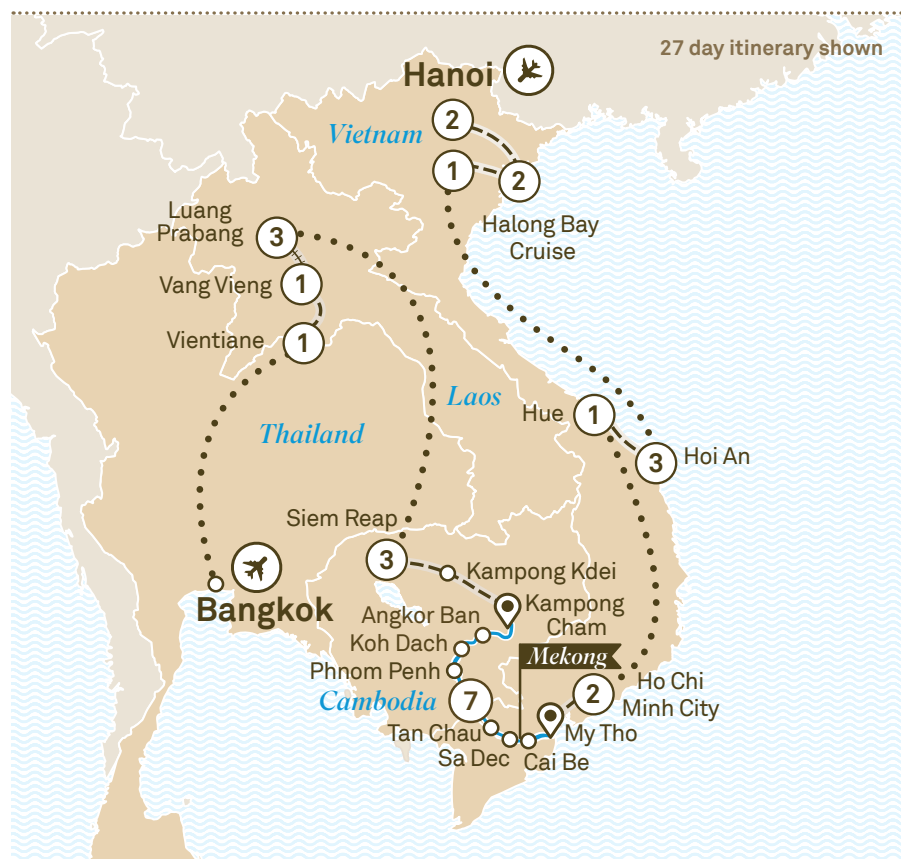 27 day itinerary shown
Hanoi
2
Vietnam
1
2
Luang
Prabang
3
Halong Bay
Cruise
Vang Vieng
1
Vientiane
1
Laos
Hue
1
Thailand
3
Hoi An
Siem Reap
3
Kampong Kdei
Bangkok
Angkor Ban
Kampong
Cham
Koh Dach
Mekong
Phnom Penh
Cambodia
7
2
Ho Chi
Minh City
Tan Chau
My Tho
Sa Dec
Cai Be